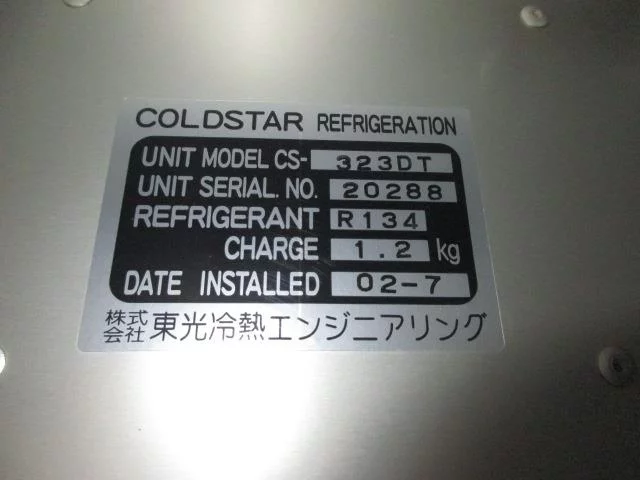 COLDSTAR REFRIGERATION
UNIT MODEL CS- 323DT
UNIT SERIAL. NO. 20288
REFRIGERANT R134
CHARGE 1.2 kg
DATE INSTALLED 02-7
株式会社 東光冷熱エンジニアリング